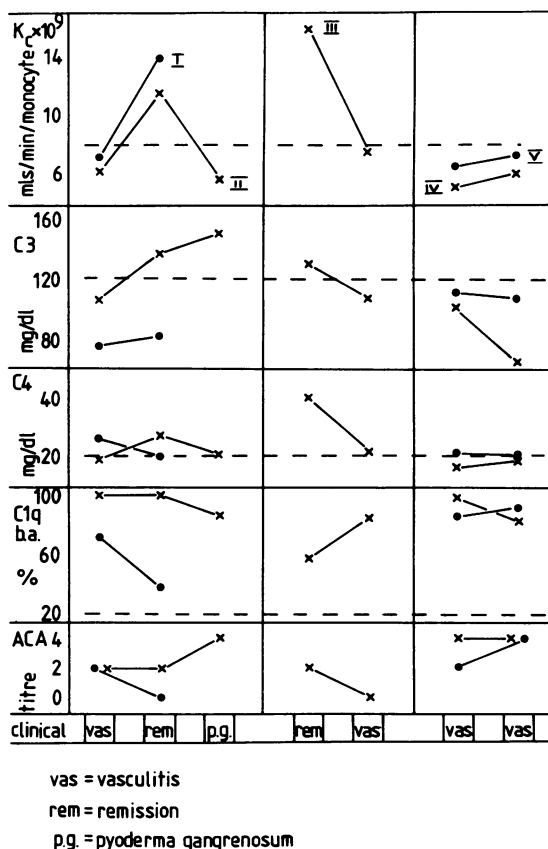 Kc ×10⁹
mls/min/monocyte
14
10
6
I
II
III
IV
V
C3
mg/dl
160
120
80
C4
mg/dl
40
20
C1q
b.a.
%
100
60
20
ACA
titre
4
2
0
clinical vas rem p.g. rem vas vas vas
vas = vasculitis
rem = remission
p.g. = pyoderma gangrenosum